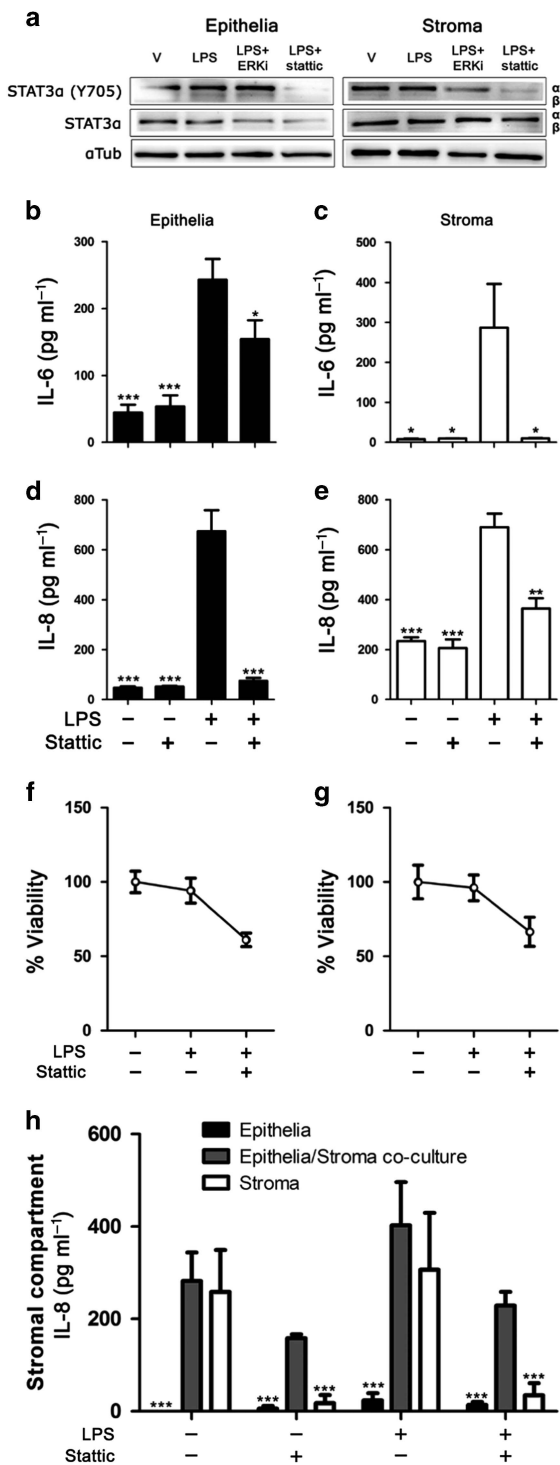 a
Epithelia Stroma
V LPS LPS+ ERKi LPS+ stattic V LPS LPS+ ERKi LPS+ stattic
STAT3α (Y705) α β
STAT3α α β
αTub
b Epithelia c Stroma
IL-6 (pg ml⁻¹)
300
200
100
0
*** *** *
IL-6 (pg ml⁻¹)
500
400
300
200
100
0
* * *
d
IL-8 (pg ml⁻¹)
800
600
400
200
0
*** *** ***
e
IL-8 (pg ml⁻¹)
800
600
400
200
0
*** *** **
LPS − − + + − − + +
Stattic − + − + − + − +
f
% Viability
150
100
50
0
g
% Viability
150
100
50
0
LPS − + + − + +
Stattic − − + − − +
h
Epithelia
Epithelia/Stroma co-culture
Stroma
Stromal compartment
IL-8 (pg ml⁻¹)
600
400
200
0
*** *** *** *** *** ***
LPS − − + +
Stattic − + − +